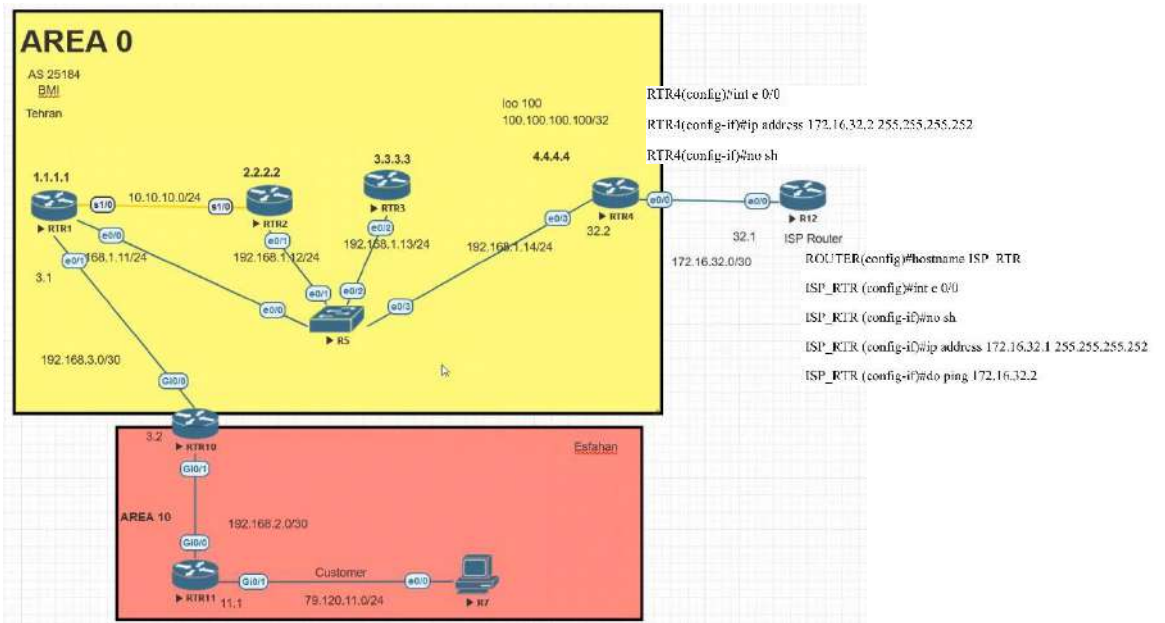 AREA 0
AS 25184
BMI
Tehran
loo 100
100.100.100.100/32
RTR4(config)#int e 0/0
RTR4(config-if)#ip address 172.16.32.2 255.255.255.252
RTR4(config-if)#no sh
1.1.1.1
2.2.2.2
3.3.3.3
4.4.4.4
s1/0
10.10.10.0/24
s1/0
RTR1
RTR2
RTR3
RTR4
e0/0
e0/0
R12
ISP Router
32.1
32.2
172.16.32.0/30
e0/0
e0/1
168.1.11/24
e0/1
192.168.1.12/24
e0/2
192.168.1.13/24
e0/3
192.168.1.14/24
3.1
e0/0
e0/1
e0/2
e0/3
R5
ROUTER(config)#hostname ISP_RTR
ISP_RTR (config)#int e 0/0
ISP_RTR (config-if)#no sh
ISP_RTR (config-if)#ip address 172.16.32.1 255.255.255.252
ISP_RTR (config-if)#do ping 172.16.32.2
192.168.3.0/30
Gi0/0
3.2
RTR10
Esfahan
Gi0/1
AREA 10
192.168.2.0/30
Gi0/0
RTR11
11.1
Gi0/1
Customer
79.120.11.0/24
e0/0
R7